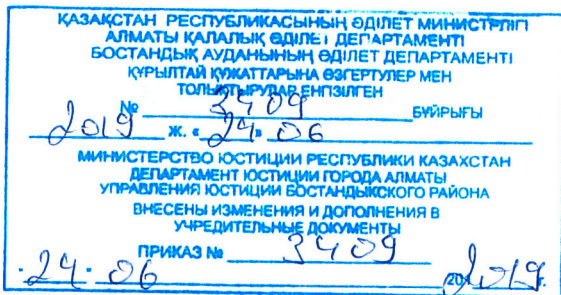 ҚАЗАҚСТАН РЕСПУБЛИКАСЫНЫҢ ӘДІЛЕТ МИНИСТРЛІГІ
АЛМАТЫ ҚАЛАЛЫҚ ӘДІЛЕТ ДЕПАРТАМЕНТІ
БОСТАНДЫҚ АУДАНЫНЫҢ ӘДІЛЕТ ДЕПАРТАМЕНТІ
ҚҰРЫЛТАЙ ҚҰЖАТТАРЫНА ӨЗГЕРТУЛЕР МЕН
ТОЛЫҚТЫРУЛАР ЕНГІЗІЛГЕН
№ 3409 БҰЙРЫҒЫ
2019 Ж. «24» 06
МИНИСТЕРСТВО ЮСТИЦИИ РЕСПУБЛИКИ КАЗАХСТАН
ДЕПАРТАМЕНТ ЮСТИЦИИ ГОРОДА АЛМАТЫ
УПРАВЛЕНИЯ ЮСТИЦИИ БОСТАНДЫКСКОГО РАЙОНА
ВНЕСЕНЫ ИЗМЕНЕНИЯ И ДОПОЛНЕНИЯ В
УЧРЕДИТЕЛЬНЫЕ ДОКУМЕНТЫ
ПРИКАЗ № 3409
24 06 20 2019 г.